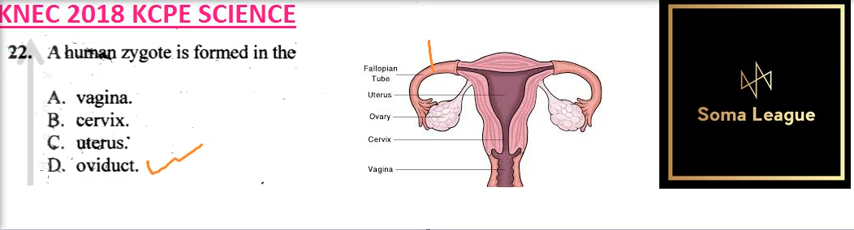 KNEC 2018 KCPE SCIENCE
22. A human zygote is formed in the
A. vagina.
B. cervix.
C. uterus.
D. oviduct.
Fallopian
Tube
Uterus
Ovary
Cervix
Vagina
Soma League